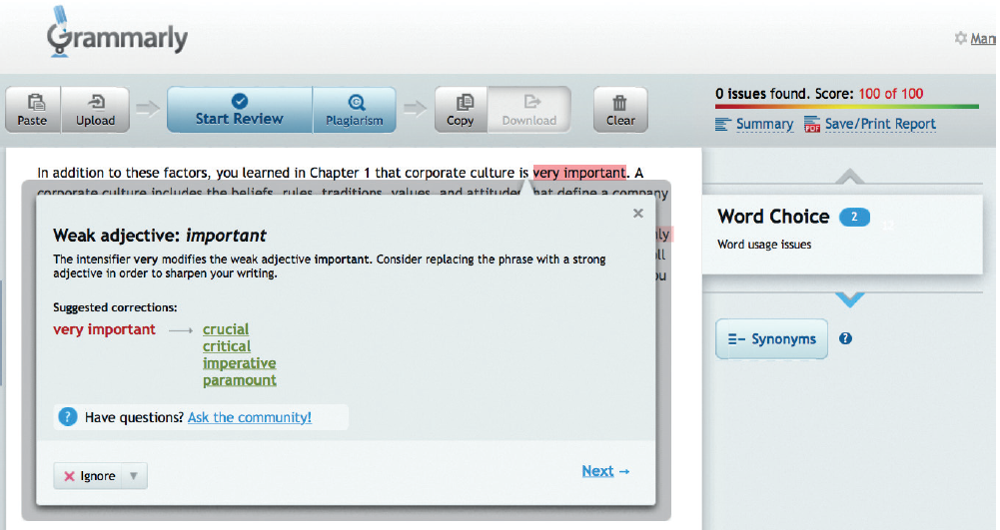 Grammarly
Man
Paste
Upload
Start Review
Plagiarism
Copy
Download
Clear
0 issues found. Score: 100 of 100
Summary
PDF
Save/Print Report
In addition to these factors, you learned in Chapter 1 that corporate culture is very important. A
corporate culture includes the beliefs, rules, traditions, values, and attitudes that define a company
ly
ll
ou
Weak adjective: important
The intensifier very modifies the weak adjective important. Consider replacing the phrase with a strong
adjective in order to sharpen your writing.
Suggested corrections:
very important → crucial
critical
imperative
paramount
? Have questions? Ask the community!
Ignore
Next →
Word Choice 2
Word usage issues
Synonyms ?